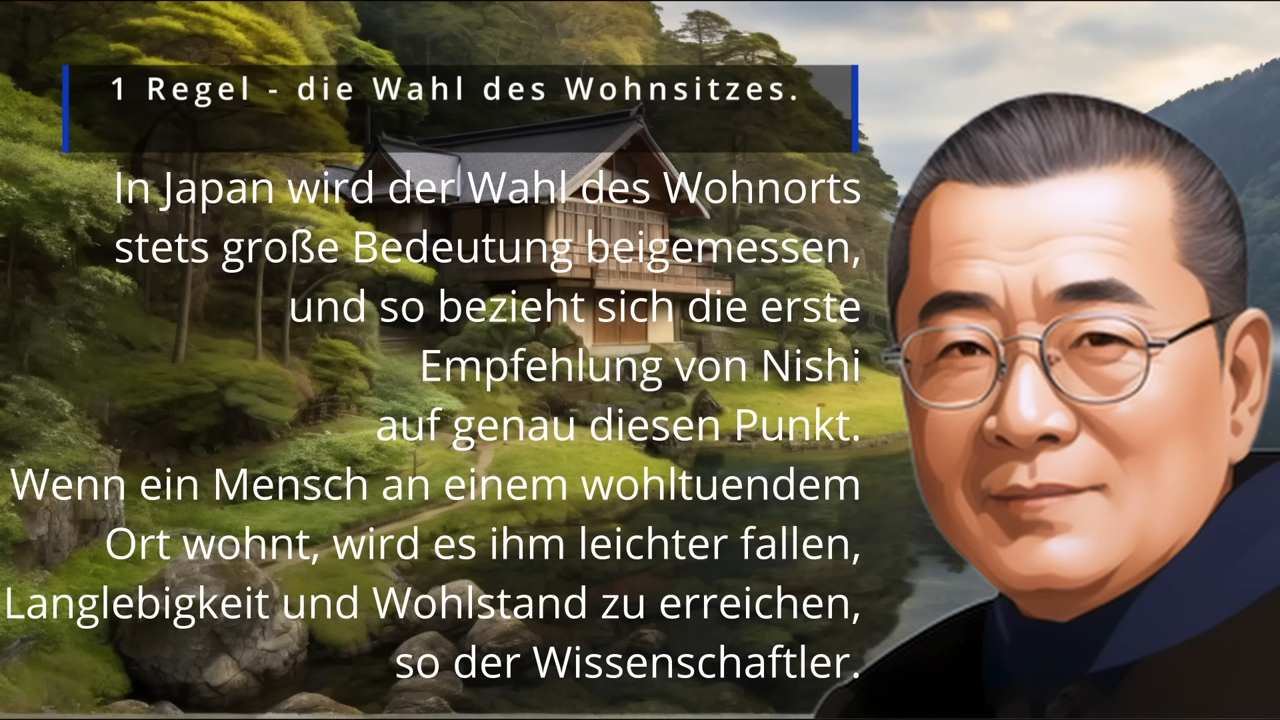 1 Regel - die Wahl des Wohnsitzes.
In Japan wird der Wahl des Wohnorts
stets große Bedeutung beigemessen,
und so bezieht sich die erste
Empfehlung von Nishi
auf genau diesen Punkt.
Wenn ein Mensch an einem wohltuendem
Ort wohnt, wird es ihm leichter fallen,
Langlebigkeit und Wohlstand zu erreichen,
so der Wissenschaftler.